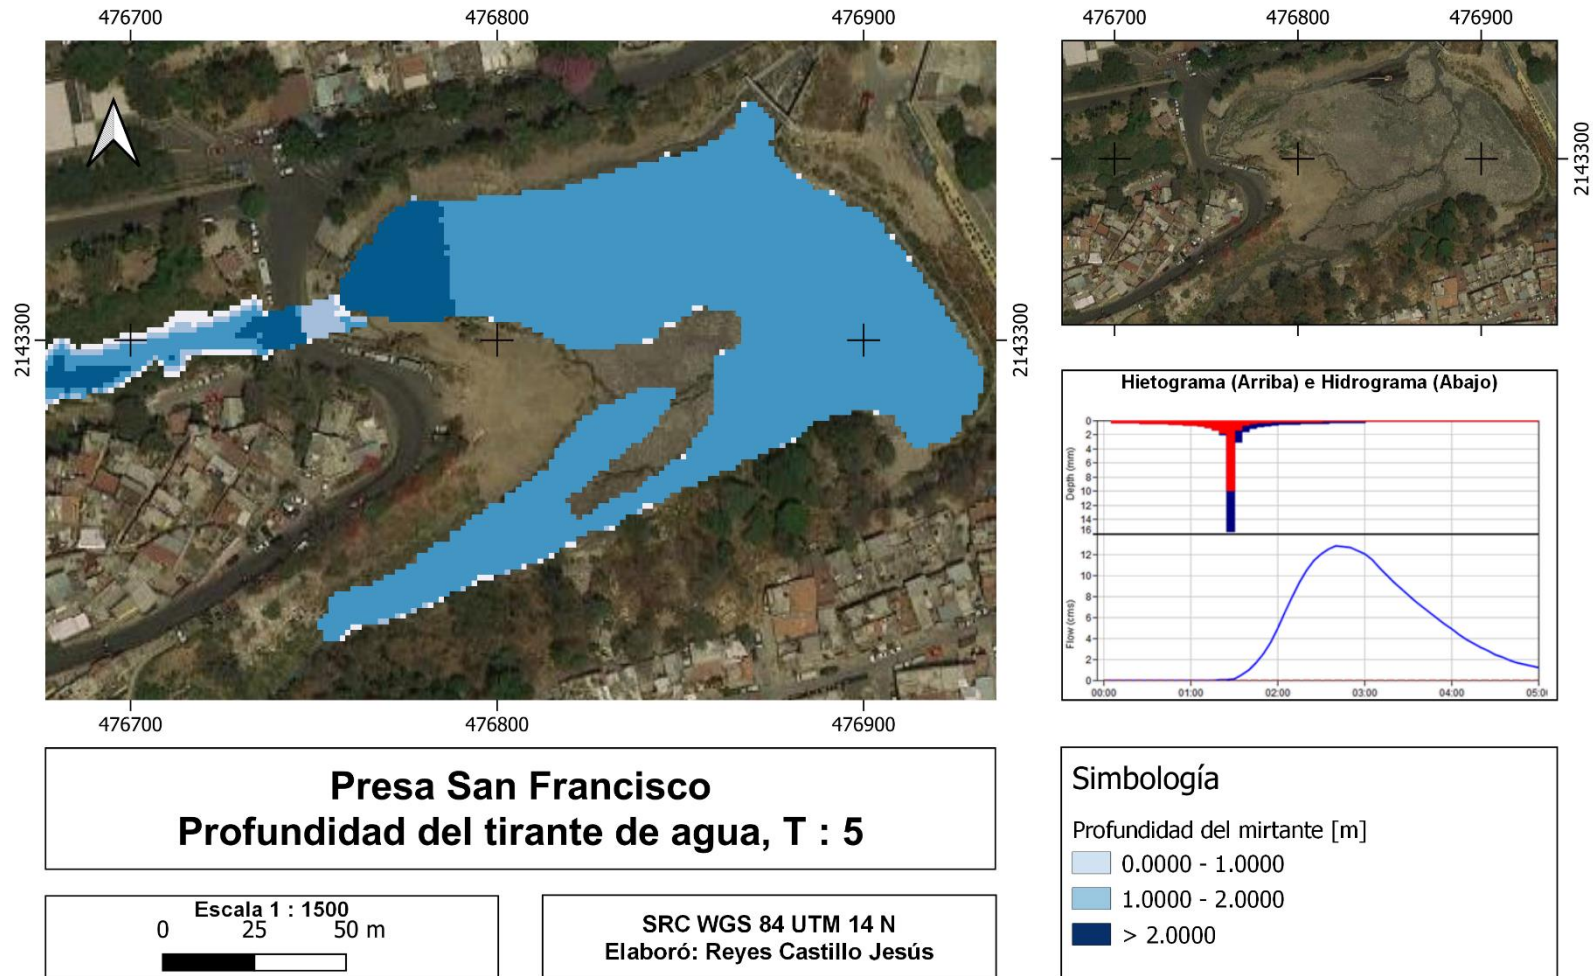 476700
476800
476900
476700
476800
476900
2143300
2143300
2143300
476700
476800
476900
Hietograma (Arriba) e Hidrograma (Abajo)
Depth (mm)
0
2
4
6
8
10
12
14
16
Flow (cms)
12
10
8
6
4
2
0
00:00
01:00
02:00
03:00
04:00
Presa San Francisco
Profundidad del tirante de agua, T : 5
Escala 1 : 1500
0 25 50 m
SRC WGS 84 UTM 14 N
Elaboró: Reyes Castillo Jesús
Simbología
Profundidad del mirtante [m]
0.0000 - 1.0000
1.0000 - 2.0000
> 2.0000